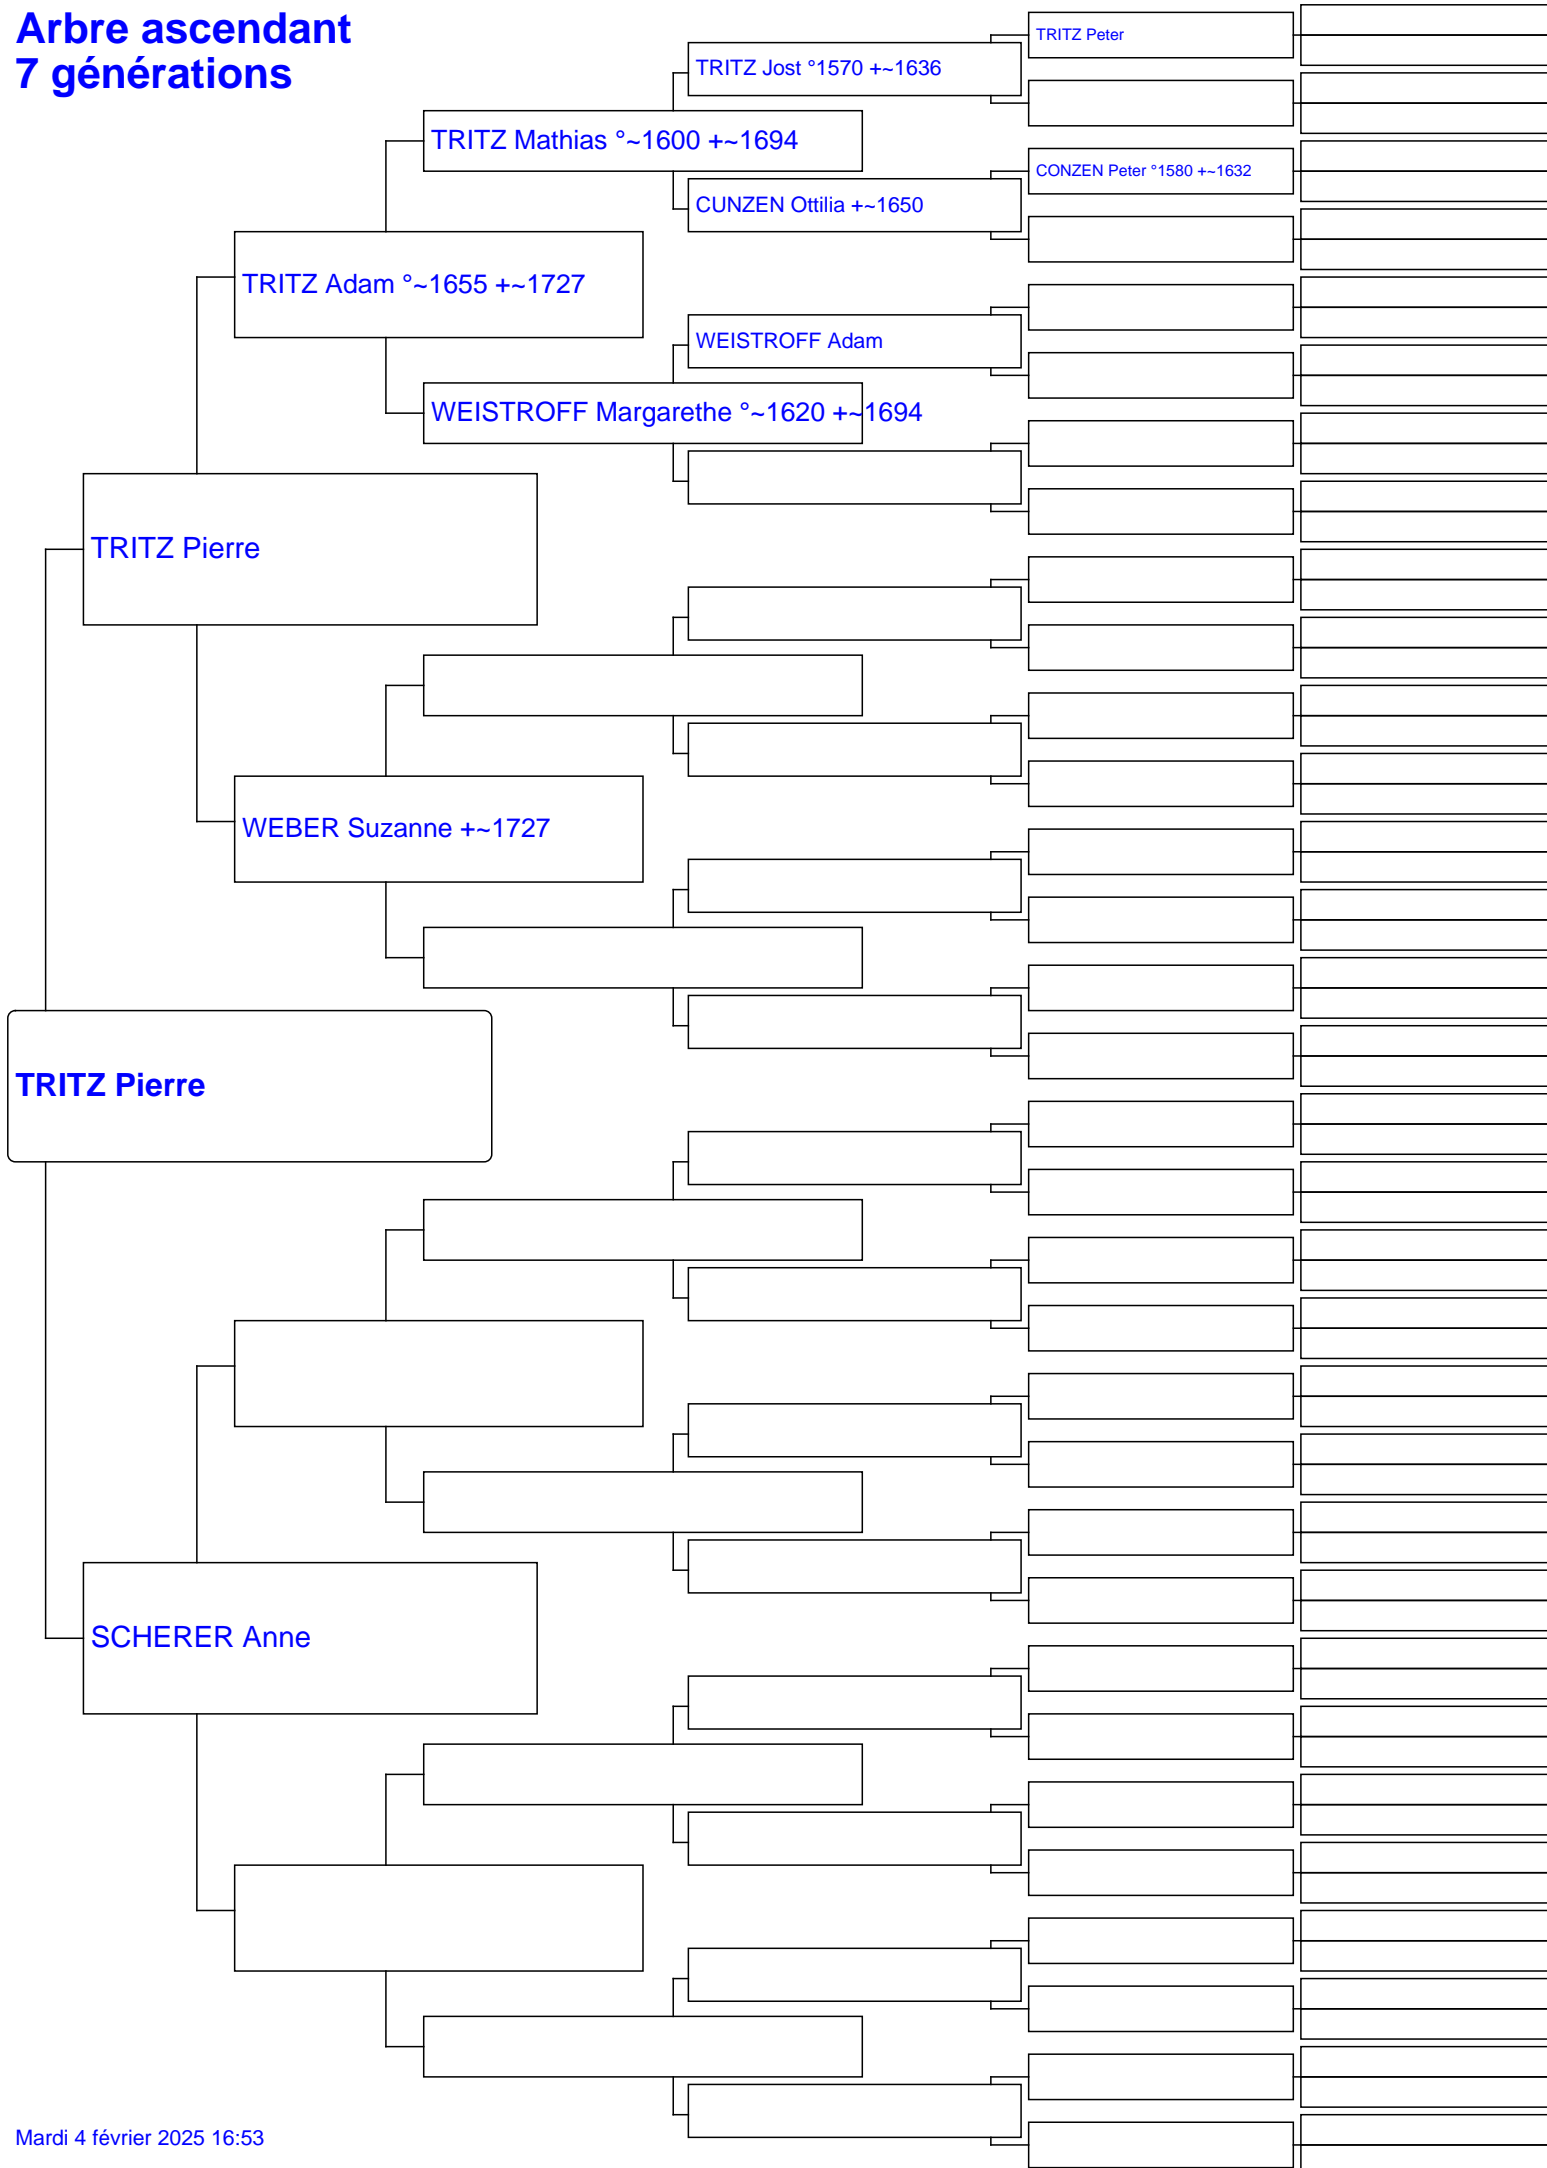 Arbre ascendant
7 générations
TRITZ Peter
TRITZ Jost °1570 +~1636
TRITZ Mathias °~1600 +~1694
CONZEN Peter °1580 +~1632
CUNZEN Ottilia +~1650
TRITZ Adam °~1655 +~1727
WEISTROFF Adam
WEISTROFF Margarethe °~1620 +~1694
TRITZ Pierre
WEBER Suzanne +~1727
TRITZ Pierre
SCHERER Anne
Mardi 4 février 2025 16:53